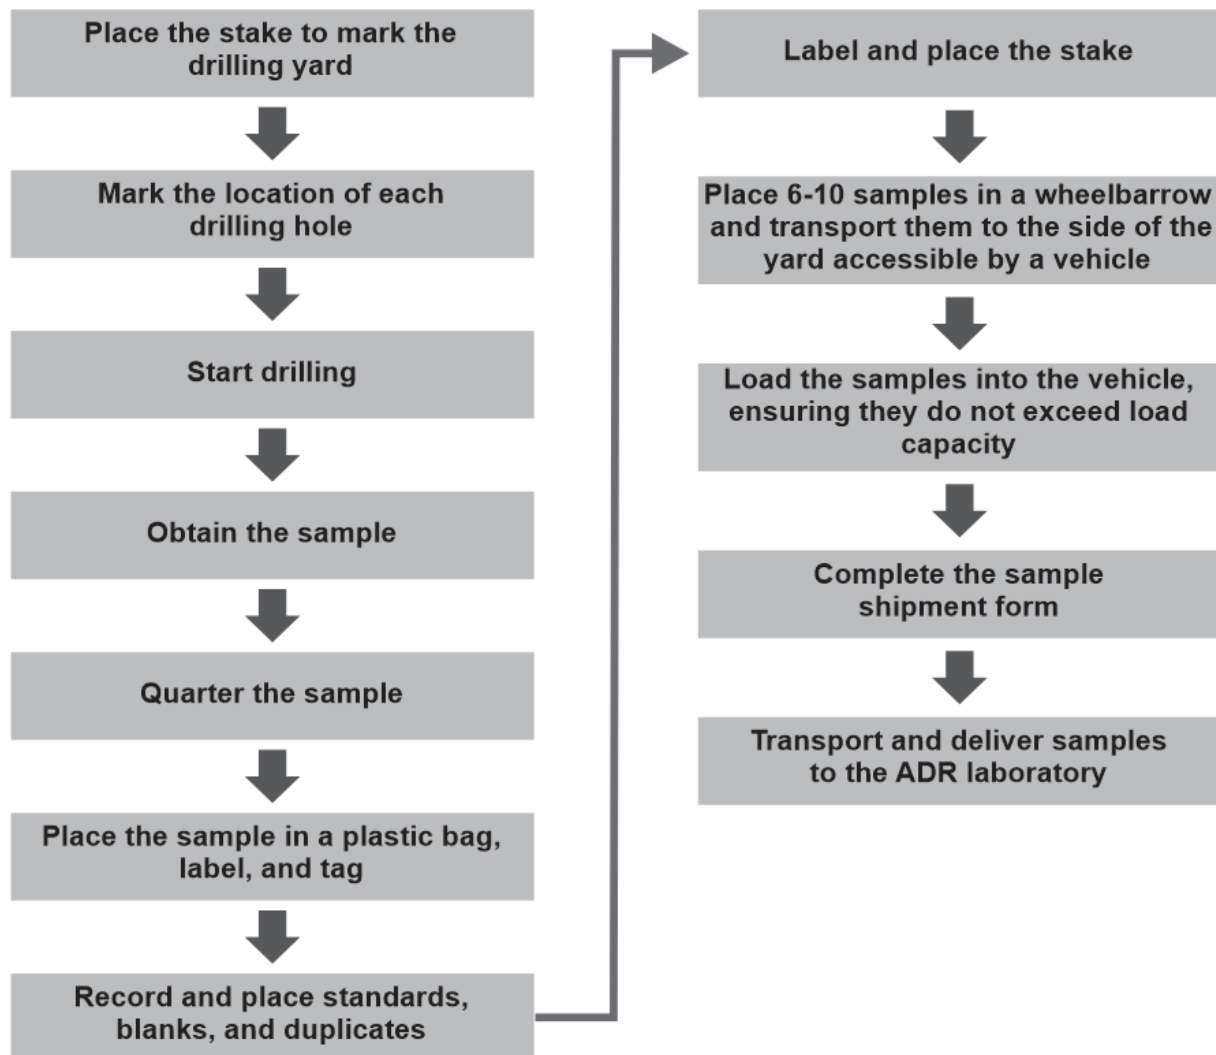 Place the stake to mark the
drilling yard
Mark the location of each
drilling hole
Start drilling
Obtain the sample
Quarter the sample
Place the sample in a plastic bag,
label, and tag
Record and place standards,
blanks, and duplicates
Label and place the stake
Place 6-10 samples in a wheelbarrow
and transport them to the side of the
yard accessible by a vehicle
Load the samples into the vehicle,
ensuring they do not exceed load
capacity
Complete the sample
shipment form
Transport and deliver samples
to the ADR laboratory